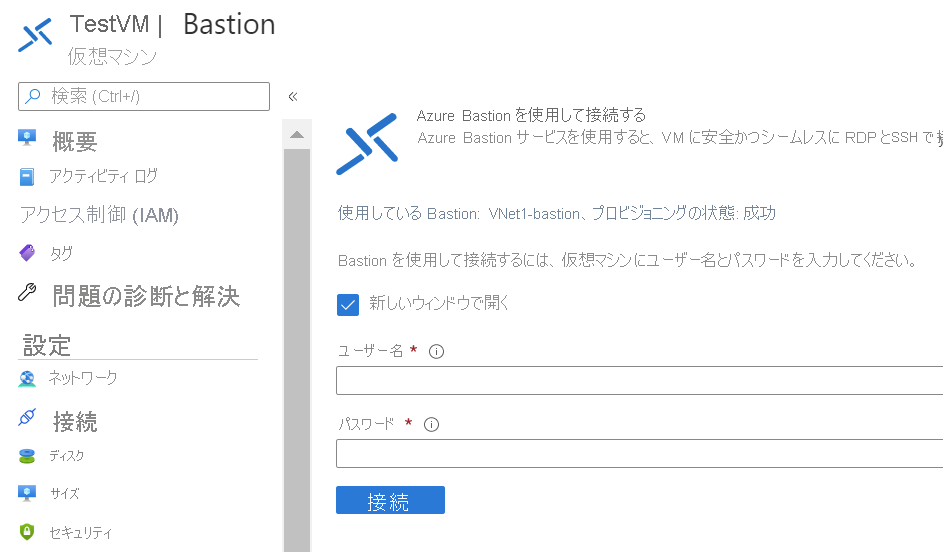 TestVM | Bastion
仮想マシン
検索 (Ctrl+/)
«
概要
アクティビティ ログ
アクセス制御 (IAM)
タグ
問題の診断と解決
設定
ネットワーク
接続
ディスク
サイズ
セキュリティ
Azure Bastion を使用して接続する
Azure Bastion サービスを使用すると、VM に安全かつシームレスに RDP とSSH で
使用している Bastion: VNet1-bastion、プロビジョニングの状態: 成功
Bastion を使用して接続するには、仮想マシンにユーザー名とパスワードを入力してください。
新しいウィンドウで開く
ユーザー名 *
パスワード *
接続